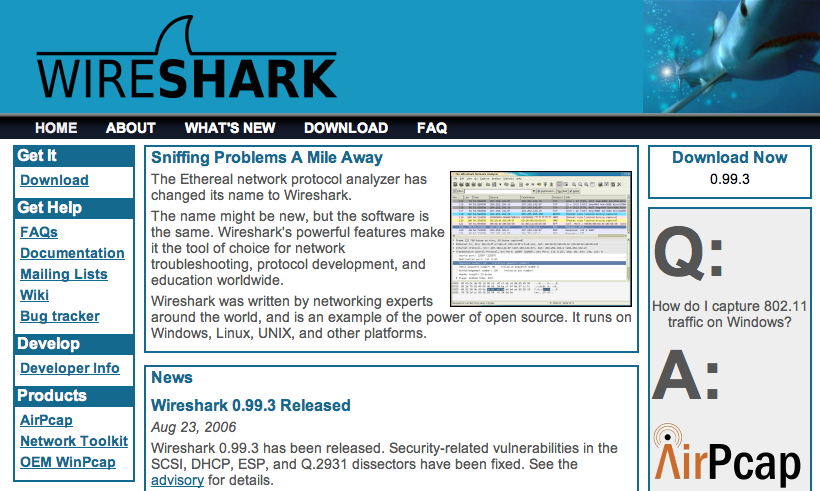 WIRESHARK
HOME ABOUT WHAT'S NEW DOWNLOAD FAQ
Get It
Download
Get Help
FAQs
Documentation
Mailing Lists
Wiki
Bug tracker
Develop
Developer Info
Products
AirPcap
Network Toolkit
OEM WinPcap
Sniffing Problems A Mile Away
The Ethereal network protocol analyzer has
changed its name to Wireshark.
The name might be new, but the software is
the same. Wireshark's powerful features make
it the tool of choice for network
troubleshooting, protocol development, and
education worldwide.
Wireshark was written by networking experts
around the world, and is an example of the power of open source. It runs on
Windows, Linux, UNIX, and other platforms.
News
Wireshark 0.99.3 Released
Aug 23, 2006
Wireshark 0.99.3 has been released. Security-related vulnerabilities in the
SCSI, DHCP, ESP, and Q.2931 dissectors have been fixed. See the
advisory for details.
Download Now
0.99.3
Q:
How do I capture 802.11
traffic on Windows?
A:
AirPcap